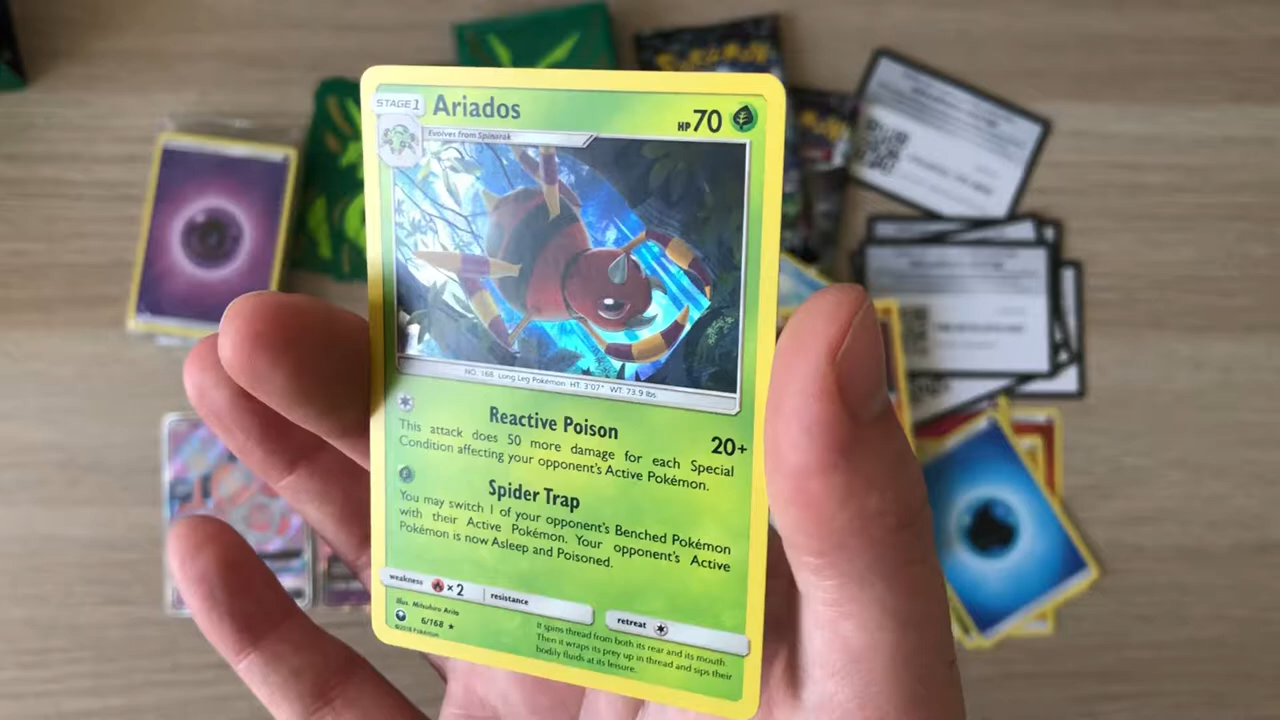 STAGE1 Ariados HP70
Evolves from Spinarak
NO. 168 Long Leg Pokémon HT: 3'07" WT: 73.9 lbs.
Reactive Poison 20+
This attack does 50 more damage for each Special
Condition affecting your opponent's Active Pokémon.
Spider Trap
You may switch 1 of your opponent's Benched Pokémon
with their Active Pokémon. Your opponent's Active
Pokémon is now Asleep and Poisoned.
weakness ×2 resistance retreat
Illus. Mitsuhiro Arita
6/168 ★
©2018 Pokémon
It spins thread from both its rear and its mouth.
Then it wraps its prey up in thread and sips their
bodily fluids at its leisure.